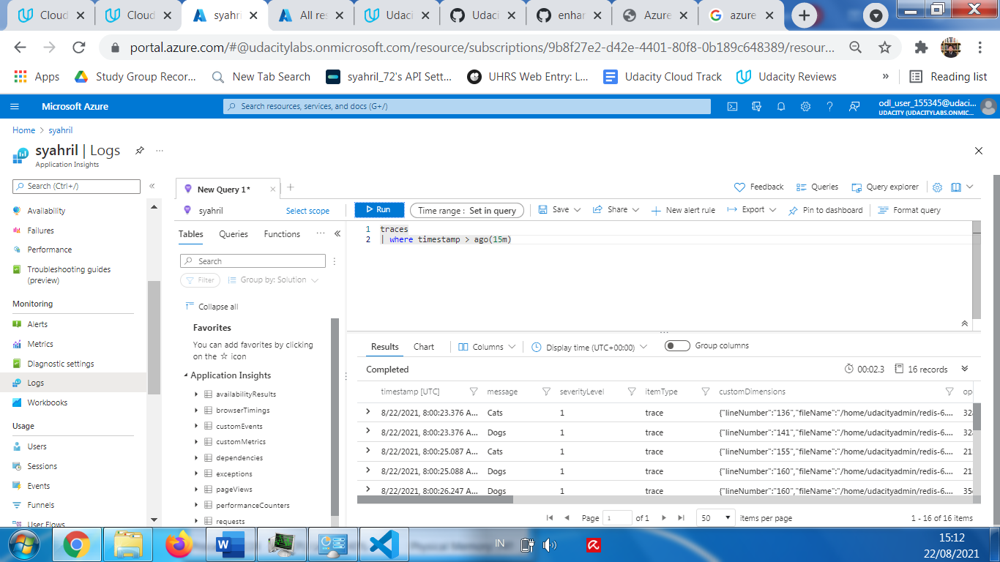 Cloud
Cloud
syahri
All res
Udaci
Udaci
enhar
Azure
azure
portal.azure.com/#@udacitylabs.onmicrosoft.com/resource/subscriptions/9b8f27e2-d42e-4401-80f8-0b189c648389/resour...
Apps
Study Group Recor...
New Tab Search
syahril_72's API Sett...
UHRS Web Entry: L...
Udacity Cloud Track
Udacity Reviews
»
Reading list
Microsoft Azure
Search resources, services, and docs (G+/)
odl_user_155345@udaci...
UDACITY (UDACITYLABS.ONMIC...
Home > syahril
syahril | Logs
Application Insights
Search (Ctrl+/)
Availability
Failures
Performance
Troubleshooting guides
(preview)
Monitoring
Alerts
Metrics
Diagnostic settings
Logs
Workbooks
Usage
Users
Sessions
Events
Funnels
User Flows
New Query 1*
Feedback
Queries
Query explorer
syahril
Select scope
Run
Time range : Set in query
Save
Share
New alert rule
Export
Pin to dashboard
Format query
Tables
Queries
Functions
Search
Filter
Group by: Solution
Collapse all
Favorites
You can add favorites by clicking
on the ☆ icon
Application Insights
availabilityResults
browserTimings
customEvents
customMetrics
dependencies
exceptions
pageViews
performanceCounters
requests
1 traces
2 | where timestamp > ago(15m)
Results
Chart
Columns
Display time (UTC+00:00)
Group columns
Completed
00:02.3
16 records
timestamp [UTC] message severityLevel itemType customDimensions ope
8/22/2021, 8:00:23.376 A... Cats 1 trace {"lineNumber":"136","fileName":"/home/udacityadmin/redis-6.... 32a
8/22/2021, 8:00:23.376 A... Dogs 1 trace {"lineNumber":"141","fileName":"/home/udacityadmin/redis-6.... 32a
8/22/2021, 8:00:25.087 A... Cats 1 trace {"lineNumber":"155","fileName":"/home/udacityadmin/redis-6.... 21
8/22/2021, 8:00:25.088 A... Dogs 1 trace {"lineNumber":"160","fileName":"/home/udacityadmin/redis-6.... 21
8/22/2021, 8:00:26.247 A... Dogs 1 trace {"lineNumber":"160","fileName":"/home/udacityadmin/redis-6.... 35
Page 1 of 1
50 items per page
1 - 16 of 16 items
Physical Memory
IN
15:12
22/08/2021